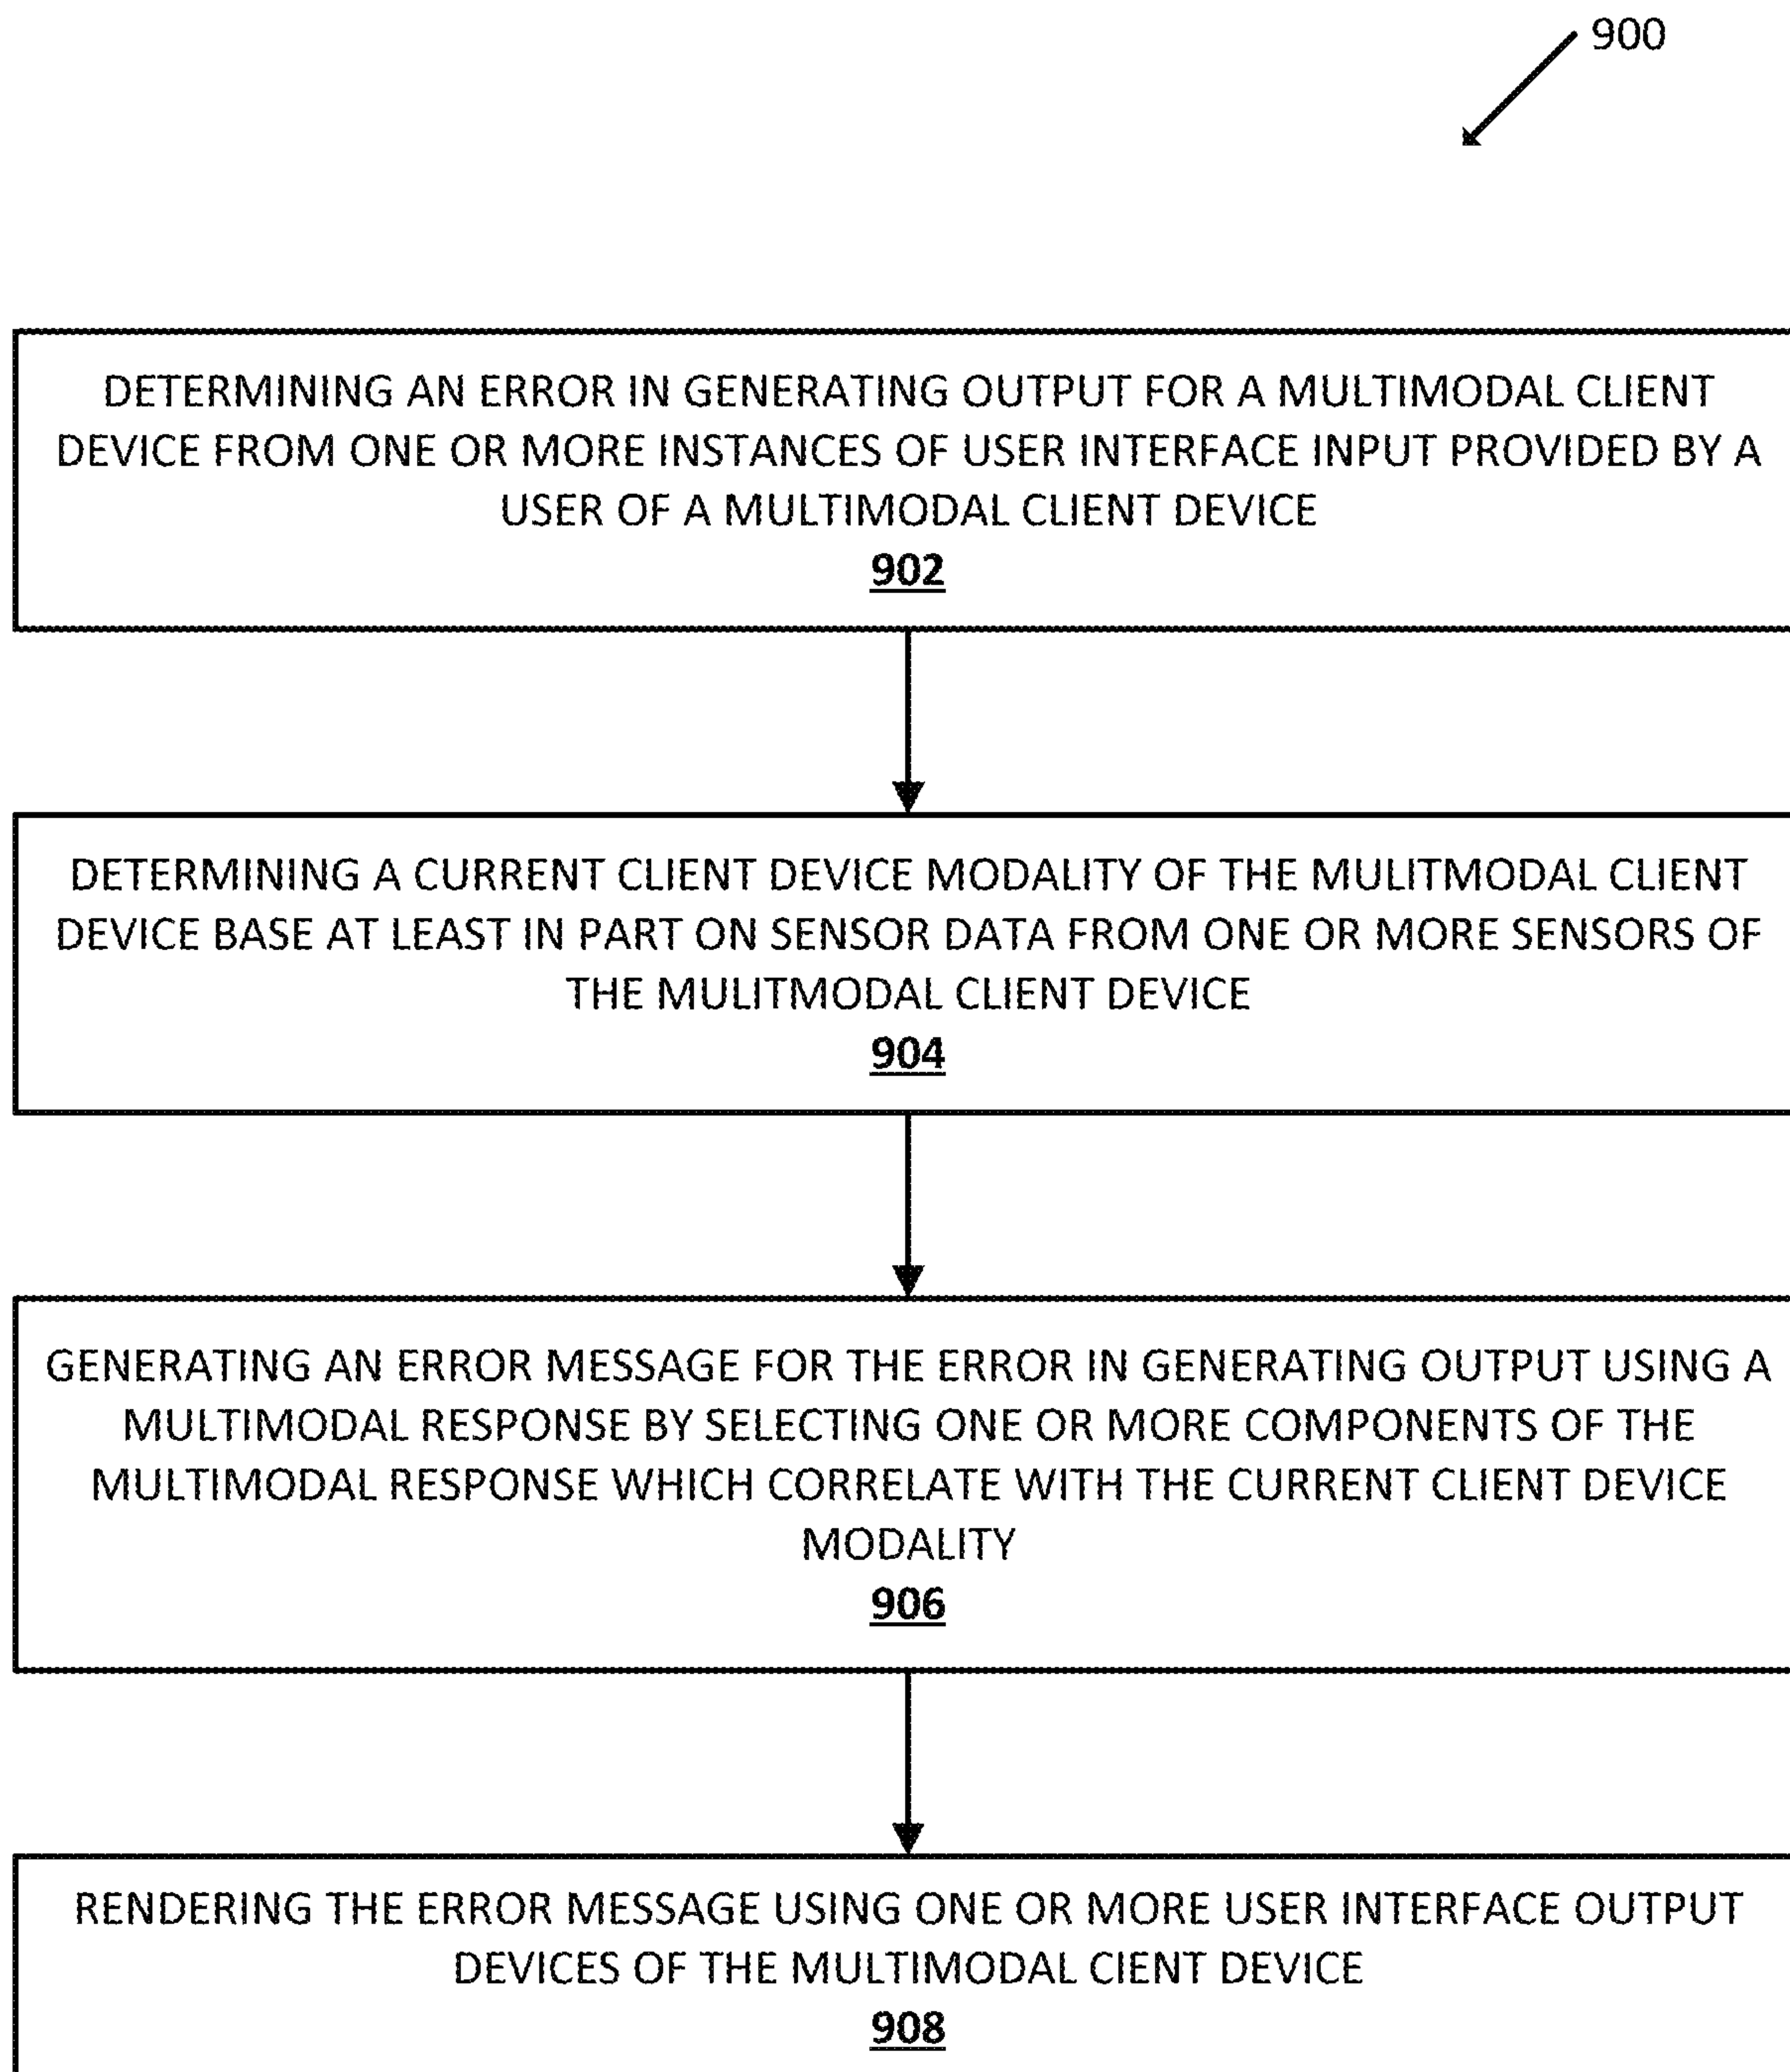 900
DETERMINING AN ERROR IN GENERATING OUTPUT FOR A MULTIMODAL CLIENT
DEVICE FROM ONE OR MORE INSTANCES OF USER INTERFACE INPUT PROVIDED BY A
USER OF A MULTIMODAL CLIENT DEVICE
902
DETERMINING A CURRENT CLIENT DEVICE MODALITY OF THE MULITMODAL CLIENT
DEVICE BASE AT LEAST IN PART ON SENSOR DATA FROM ONE OR MORE SENSORS OF
THE MULITMODAL CLIENT DEVICE
904
GENERATING AN ERROR MESSAGE FOR THE ERROR IN GENERATING OUTPUT USING A
MULTIMODAL RESPONSE BY SELECTING ONE OR MORE COMPONENTS OF THE
MULTIMODAL RESPONSE WHICH CORRELATE WITH THE CURRENT CLIENT DEVICE
MODALITY
906
RENDERING THE ERROR MESSAGE USING ONE OR MORE USER INTERFACE OUTPUT
DEVICES OF THE MULTIMODAL CIENT DEVICE
908